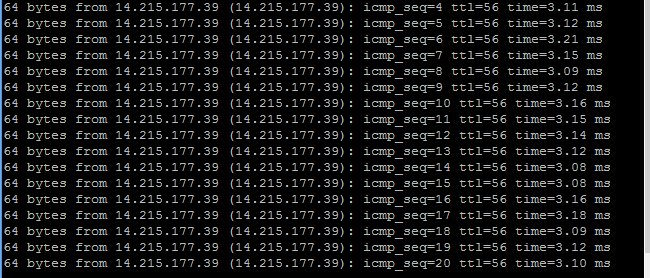 64 bytes from 14.215.177.39 (14.215.177.39): icmp_seq=4 ttl=56 time=3.11 ms
64 bytes from 14.215.177.39 (14.215.177.39): icmp_seq=5 ttl=56 time=3.12 ms
64 bytes from 14.215.177.39 (14.215.177.39): icmp_seq=6 ttl=56 time=3.21 ms
64 bytes from 14.215.177.39 (14.215.177.39): icmp_seq=7 ttl=56 time=3.15 ms
64 bytes from 14.215.177.39 (14.215.177.39): icmp_seq=8 ttl=56 time=3.09 ms
64 bytes from 14.215.177.39 (14.215.177.39): icmp_seq=9 ttl=56 time=3.12 ms
64 bytes from 14.215.177.39 (14.215.177.39): icmp_seq=10 ttl=56 time=3.16 ms
64 bytes from 14.215.177.39 (14.215.177.39): icmp_seq=11 ttl=56 time=3.15 ms
64 bytes from 14.215.177.39 (14.215.177.39): icmp_seq=12 ttl=56 time=3.14 ms
64 bytes from 14.215.177.39 (14.215.177.39): icmp_seq=13 ttl=56 time=3.12 ms
64 bytes from 14.215.177.39 (14.215.177.39): icmp_seq=14 ttl=56 time=3.08 ms
64 bytes from 14.215.177.39 (14.215.177.39): icmp_seq=15 ttl=56 time=3.08 ms
64 bytes from 14.215.177.39 (14.215.177.39): icmp_seq=16 ttl=56 time=3.16 ms
64 bytes from 14.215.177.39 (14.215.177.39): icmp_seq=17 ttl=56 time=3.18 ms
64 bytes from 14.215.177.39 (14.215.177.39): icmp_seq=18 ttl=56 time=3.09 ms
64 bytes from 14.215.177.39 (14.215.177.39): icmp_seq=19 ttl=56 time=3.12 ms
64 bytes from 14.215.177.39 (14.215.177.39): icmp_seq=20 ttl=56 time=3.10 ms